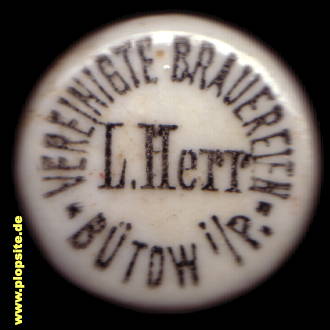 VEREINIGTE BRAUEREIEN
L. Herr
* BÜTOW i/P. *
www.plopsite.de